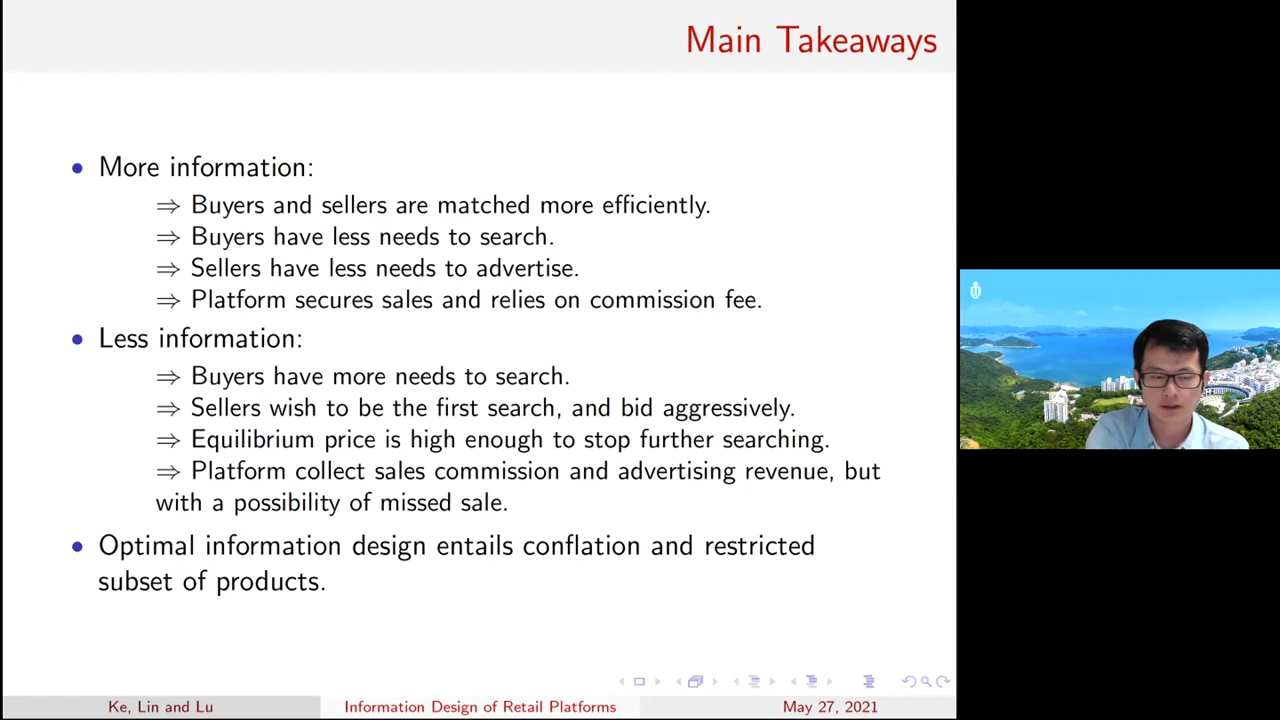 Main Takeaways
• More information:
⇒ Buyers and sellers are matched more efficiently.
⇒ Buyers have less needs to search.
⇒ Sellers have less needs to advertise.
⇒ Platform secures sales and relies on commission fee.
• Less information:
⇒ Buyers have more needs to search.
⇒ Sellers wish to be the first search, and bid aggressively.
⇒ Equilibrium price is high enough to stop further searching.
⇒ Platform collect sales commission and advertising revenue, but
with a possibility of missed sale.
• Optimal information design entails conflation and restricted
subset of products.
Ke, Lin and Lu
Information Design of Retail Platforms
May 27, 2021